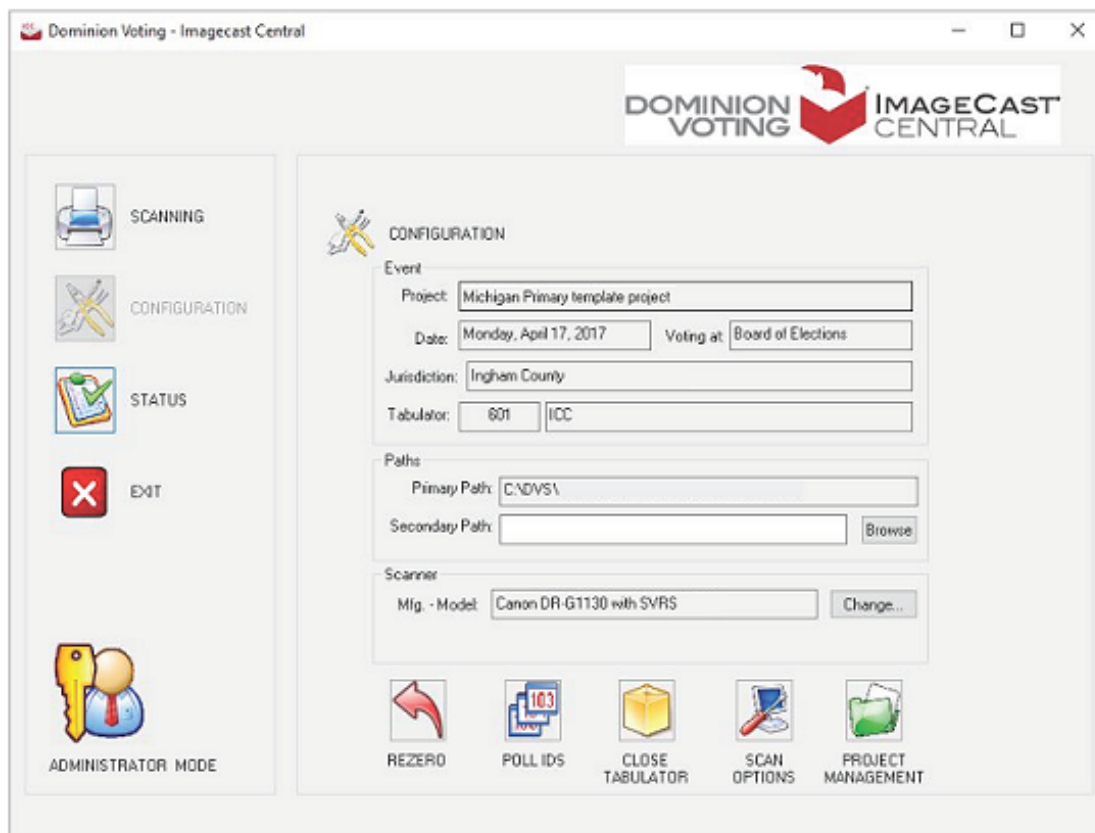 Dominion Voting - Imagecast Central
DOMINION VOTING IMAGECAST CENTRAL
SCANNING
CONFIGURATION
STATUS
EXIT
ADMINISTRATOR MODE
CONFIGURATION
Event
Project: Michigan Primary template project
Date: Monday, April 17, 2017 Voting at: Board of Elections
Jurisdiction: Ingham County
Tabulator: 601 ICC
Paths
Primary Path: C:\DVS\
Secondary Path: Browse
Scanner
Mfg. - Model: Canon DR-G1130 with SVRS Change...
REZERO
POLL IDS
CLOSE
TABULATOR
SCAN
OPTIONS
PROJECT
MANAGEMENT